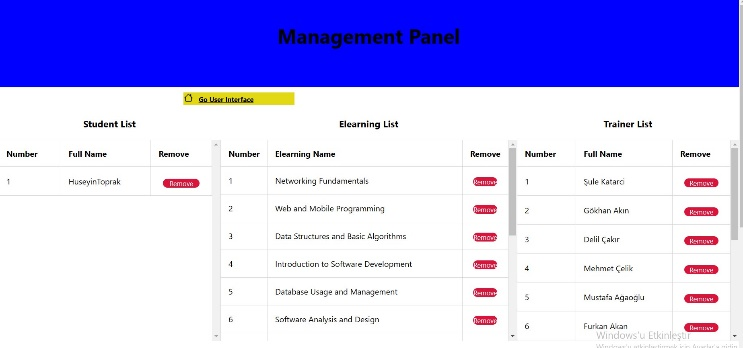 Management Panel
Go User Interface
Student List
Number Full Name Remove
1 HuseyinToprak Remove
Elearning List
Number Elearning Name Remove
1 Networking Fundamentals Remove
2 Web and Mobile Programming Remove
3 Data Structures and Basic Algorithms Remove
4 Introduction to Software Development Remove
5 Database Usage and Management Remove
6 Software Analysis and Design Remove
Trainer List
Number Full Name Remove
1 Şule Katarci Remove
2 Gökhan Akın Remove
3 Delil Çakır Remove
4 Mehmet Çelik Remove
5 Mustafa Ağaoğlu Remove
6 Furkan Akan Remove
Windows'u Etkinleştir